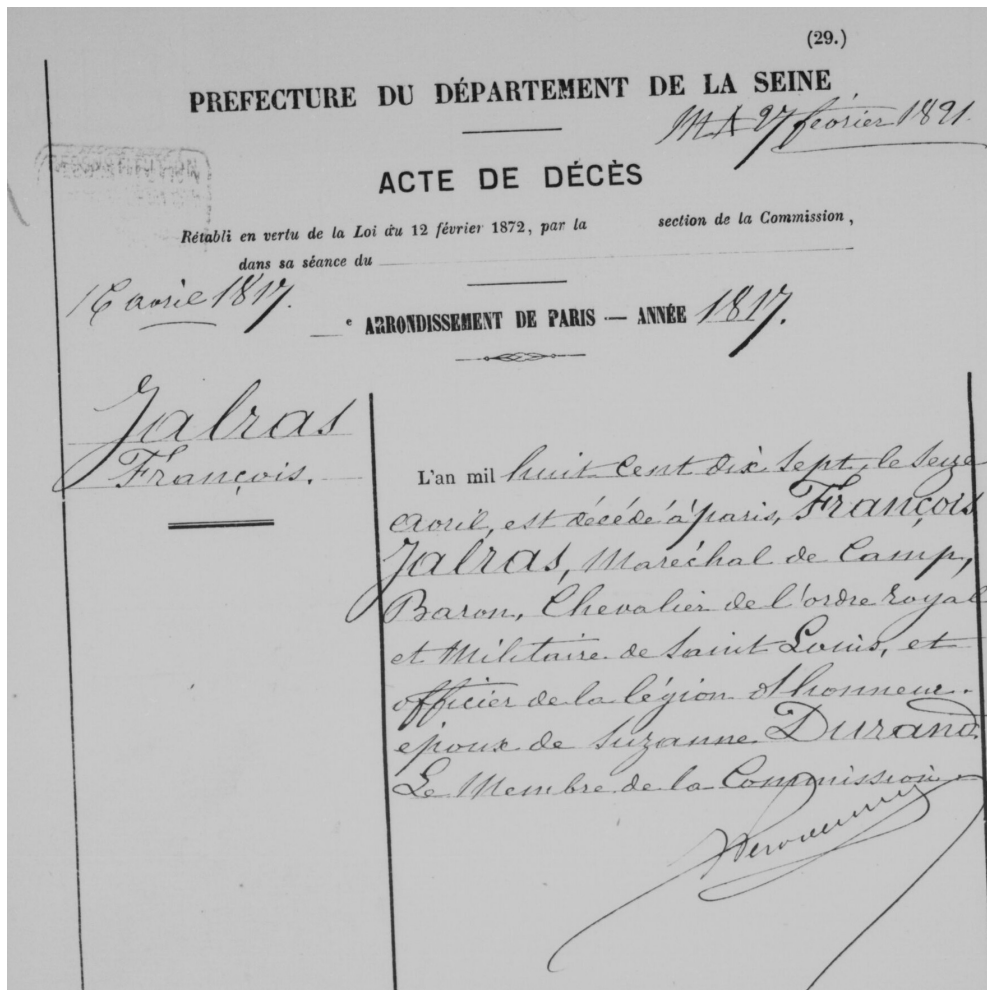 (29.)
PREFECTURE DU DÉPARTEMENT DE LA SEINE
27 février 1821.
ACTE DE DÉCÈS
Rétabli en vertu de la Loi du 12 février 1872, par la section de la Commission,
dans sa séance du
16 avril 1817.
e ARRONDISSEMENT DE PARIS — ANNÉE 1817.
Jalras
François.
L'an mil huit cent dix sept, le seize
avril, est décédé à paris, François
Jalras, Maréchal de Camp,
Baron, Chevalier de l'ordre royal
et Militaire de Saint Louis, et
officier de la légion d'honneur.
époux de Suzanne Durand.
Le Membre de la Commission